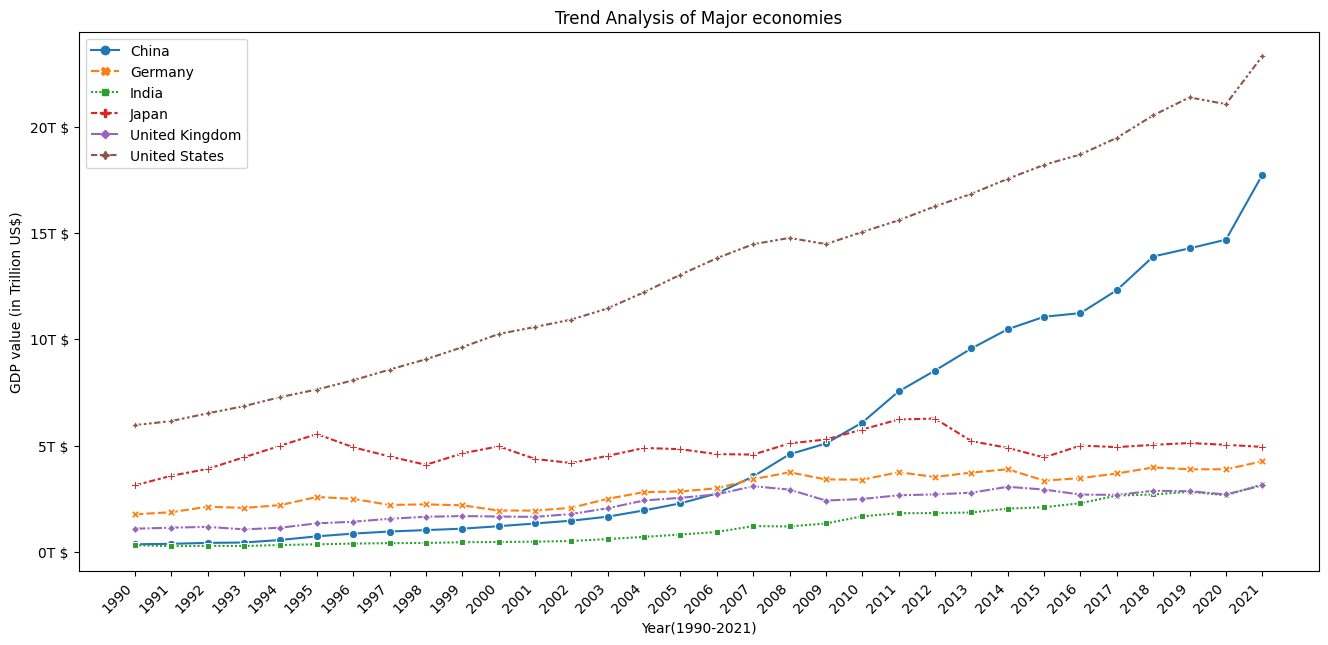 Trend Analysis of Major economies
China
Germany
India
Japan
United Kingdom
United States
GDP value (in Trillion US$)
20T $
15T $
10T $
5T $
0T $
1990
1991
1992
1993
1994
1995
1996
1997
1998
1999
2000
2001
2002
2003
2004
2005
2006
2007
2008
2009
2010
2011
2012
2013
2014
2015
2016
2017
2018
2019
2020
2021
Year(1990-2021)